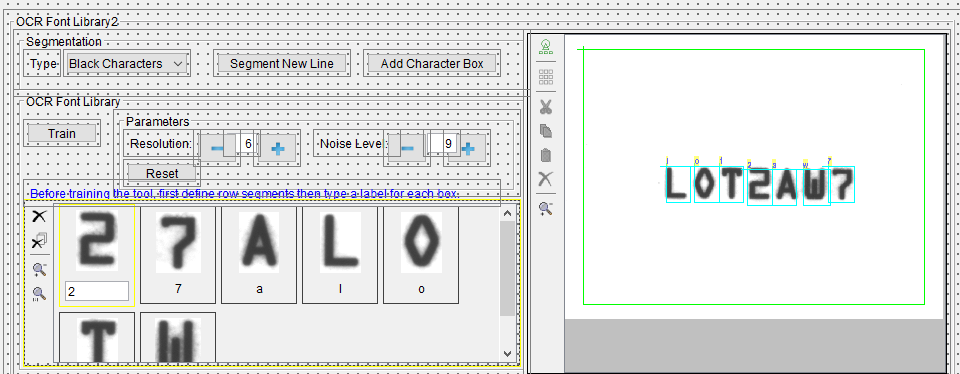 OCR Font Library2
Segmentation
Type Black Characters Segment New Line Add Character Box
OCR Font Library
Train
Parameters
Resolution: 6 Noise Level: 9
Reset
Before training the tool, first define row segments then type a label for each box.
2 7 A L O
2 7 a l o
T W
l o t 2 a w 7
LOT2AW7